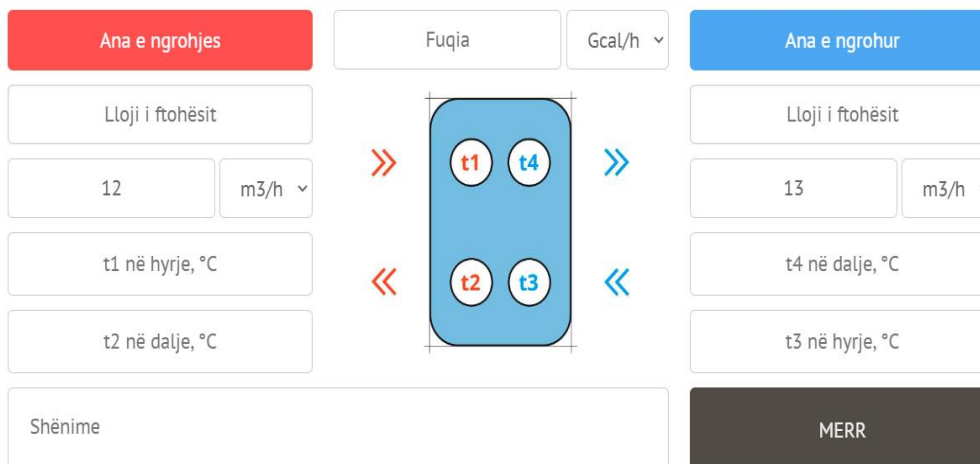 Ana e ngrohjes
Fuqia
Gcal/h
Ana e ngrohur
Lloji i ftohësit
Lloji i ftohësit
12
m3/h
t1
t4
13
m3/h
t1 në hyrje, °C
t2
t3
t4 në dalje, °C
t2 në dalje, °C
t3 në hyrje, °C
Shënime
MERR